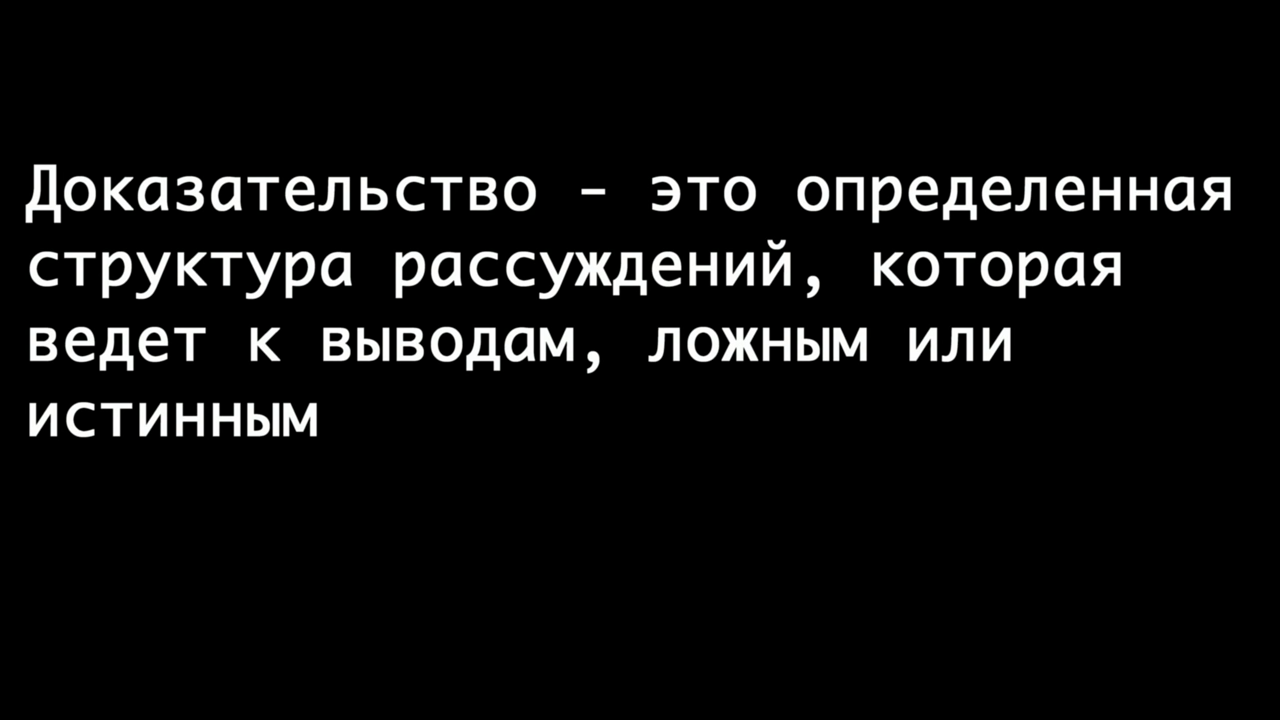 Доказательство - это определенная
структура рассуждений, которая
ведет к выводам, ложным или
истинным